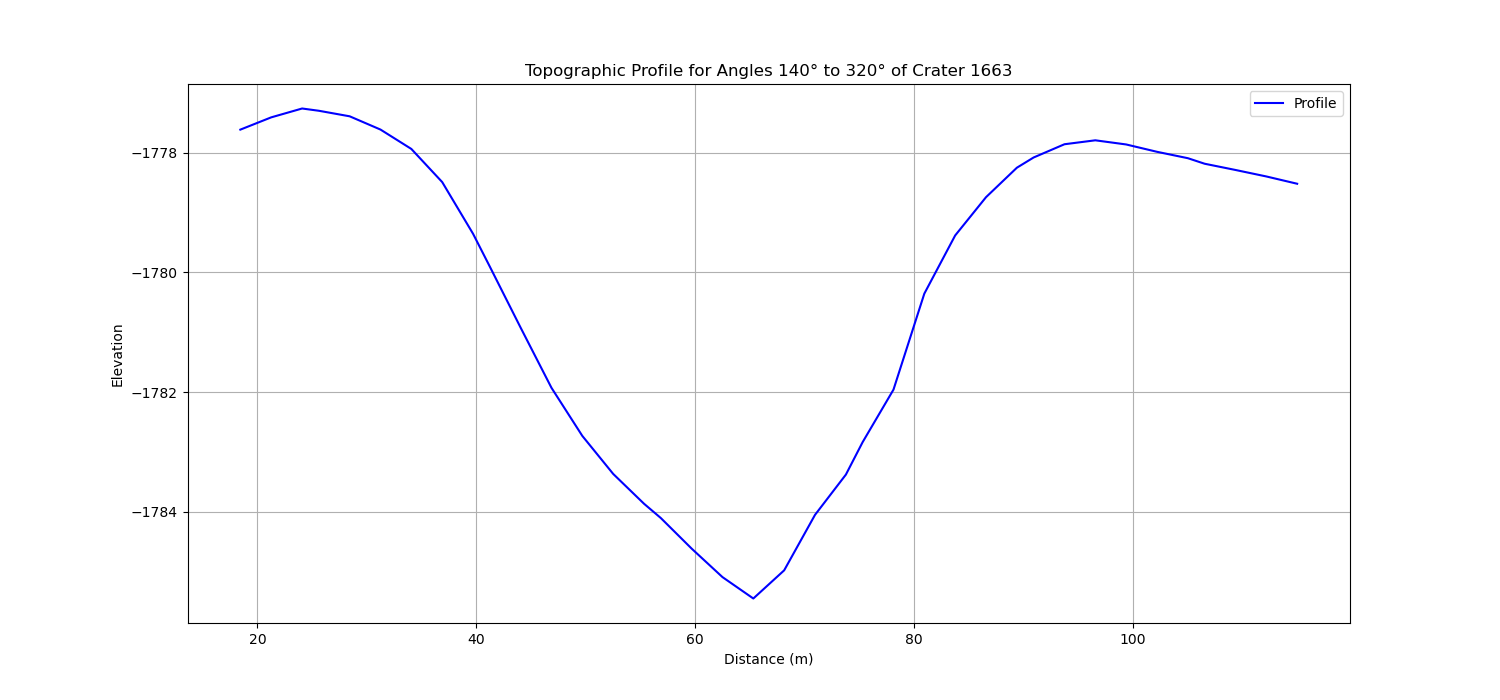 Topographic Profile for Angles 140° to 320° of Crater 1663
Profile
−1778
−1780
−1782
−1784
Elevation
20 40 60 80 100
Distance (m)